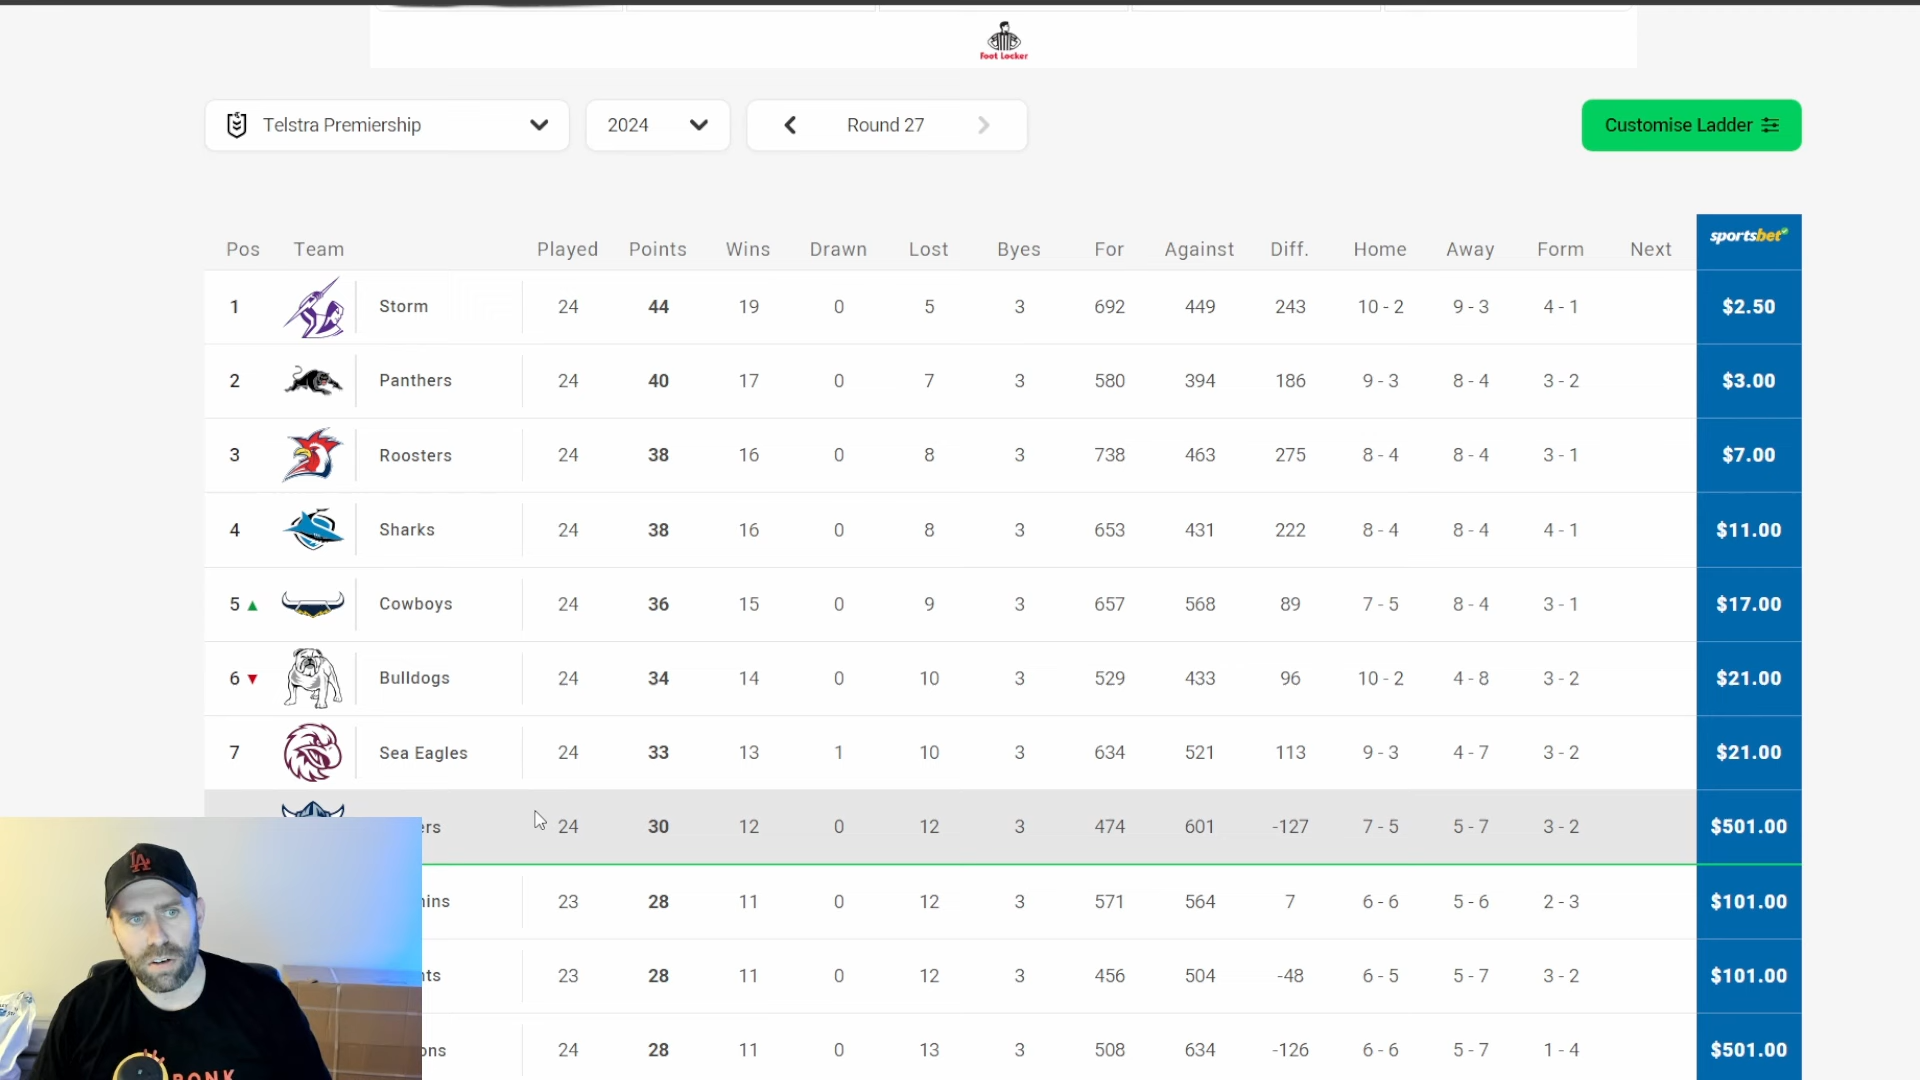 Foot Locker
Telstra Premiership 2024 Round 27 Customise Ladder
sportsbet
Pos Team Played Points Wins Drawn Lost Byes For Against Diff. Home Away Form Next
1 Storm 24 44 19 0 5 3 692 449 243 10 - 2 9 - 3 4 - 1 $2.50
2 Panthers 24 40 17 0 7 3 580 394 186 9 - 3 8 - 4 3 - 2 $3.00
3 Roosters 24 38 16 0 8 3 738 463 275 8 - 4 8 - 4 3 - 1 $7.00
4 Sharks 24 38 16 0 8 3 653 431 222 8 - 4 8 - 4 4 - 1 $11.00
5 Cowboys 24 36 15 0 9 3 657 568 89 7 - 5 8 - 4 3 - 1 $17.00
6 Bulldogs 24 34 14 0 10 3 529 433 96 10 - 2 4 - 8 3 - 2 $21.00
7 Sea Eagles 24 33 13 1 10 3 634 521 113 9 - 3 4 - 7 3 - 2 $21.00
ers 24 30 12 0 12 3 474 601 -127 7 - 5 5 - 7 3 - 2 $501.00
ins 23 28 11 0 12 3 571 564 7 6 - 6 5 - 6 2 - 3 $101.00
nts 23 28 11 0 12 3 456 504 -48 6 - 5 5 - 7 3 - 2 $101.00
ons 24 28 11 0 13 3 508 634 -126 6 - 6 5 - 7 1 - 4 $501.00
LA
BONK